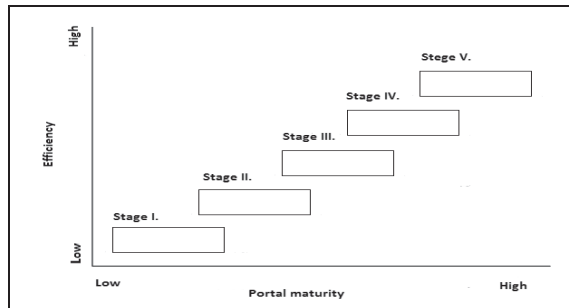 High
Efficiency
Low
Stege V.
Stage IV.
Stage III.
Stage II.
Stage I.
Low
Portal maturity
High